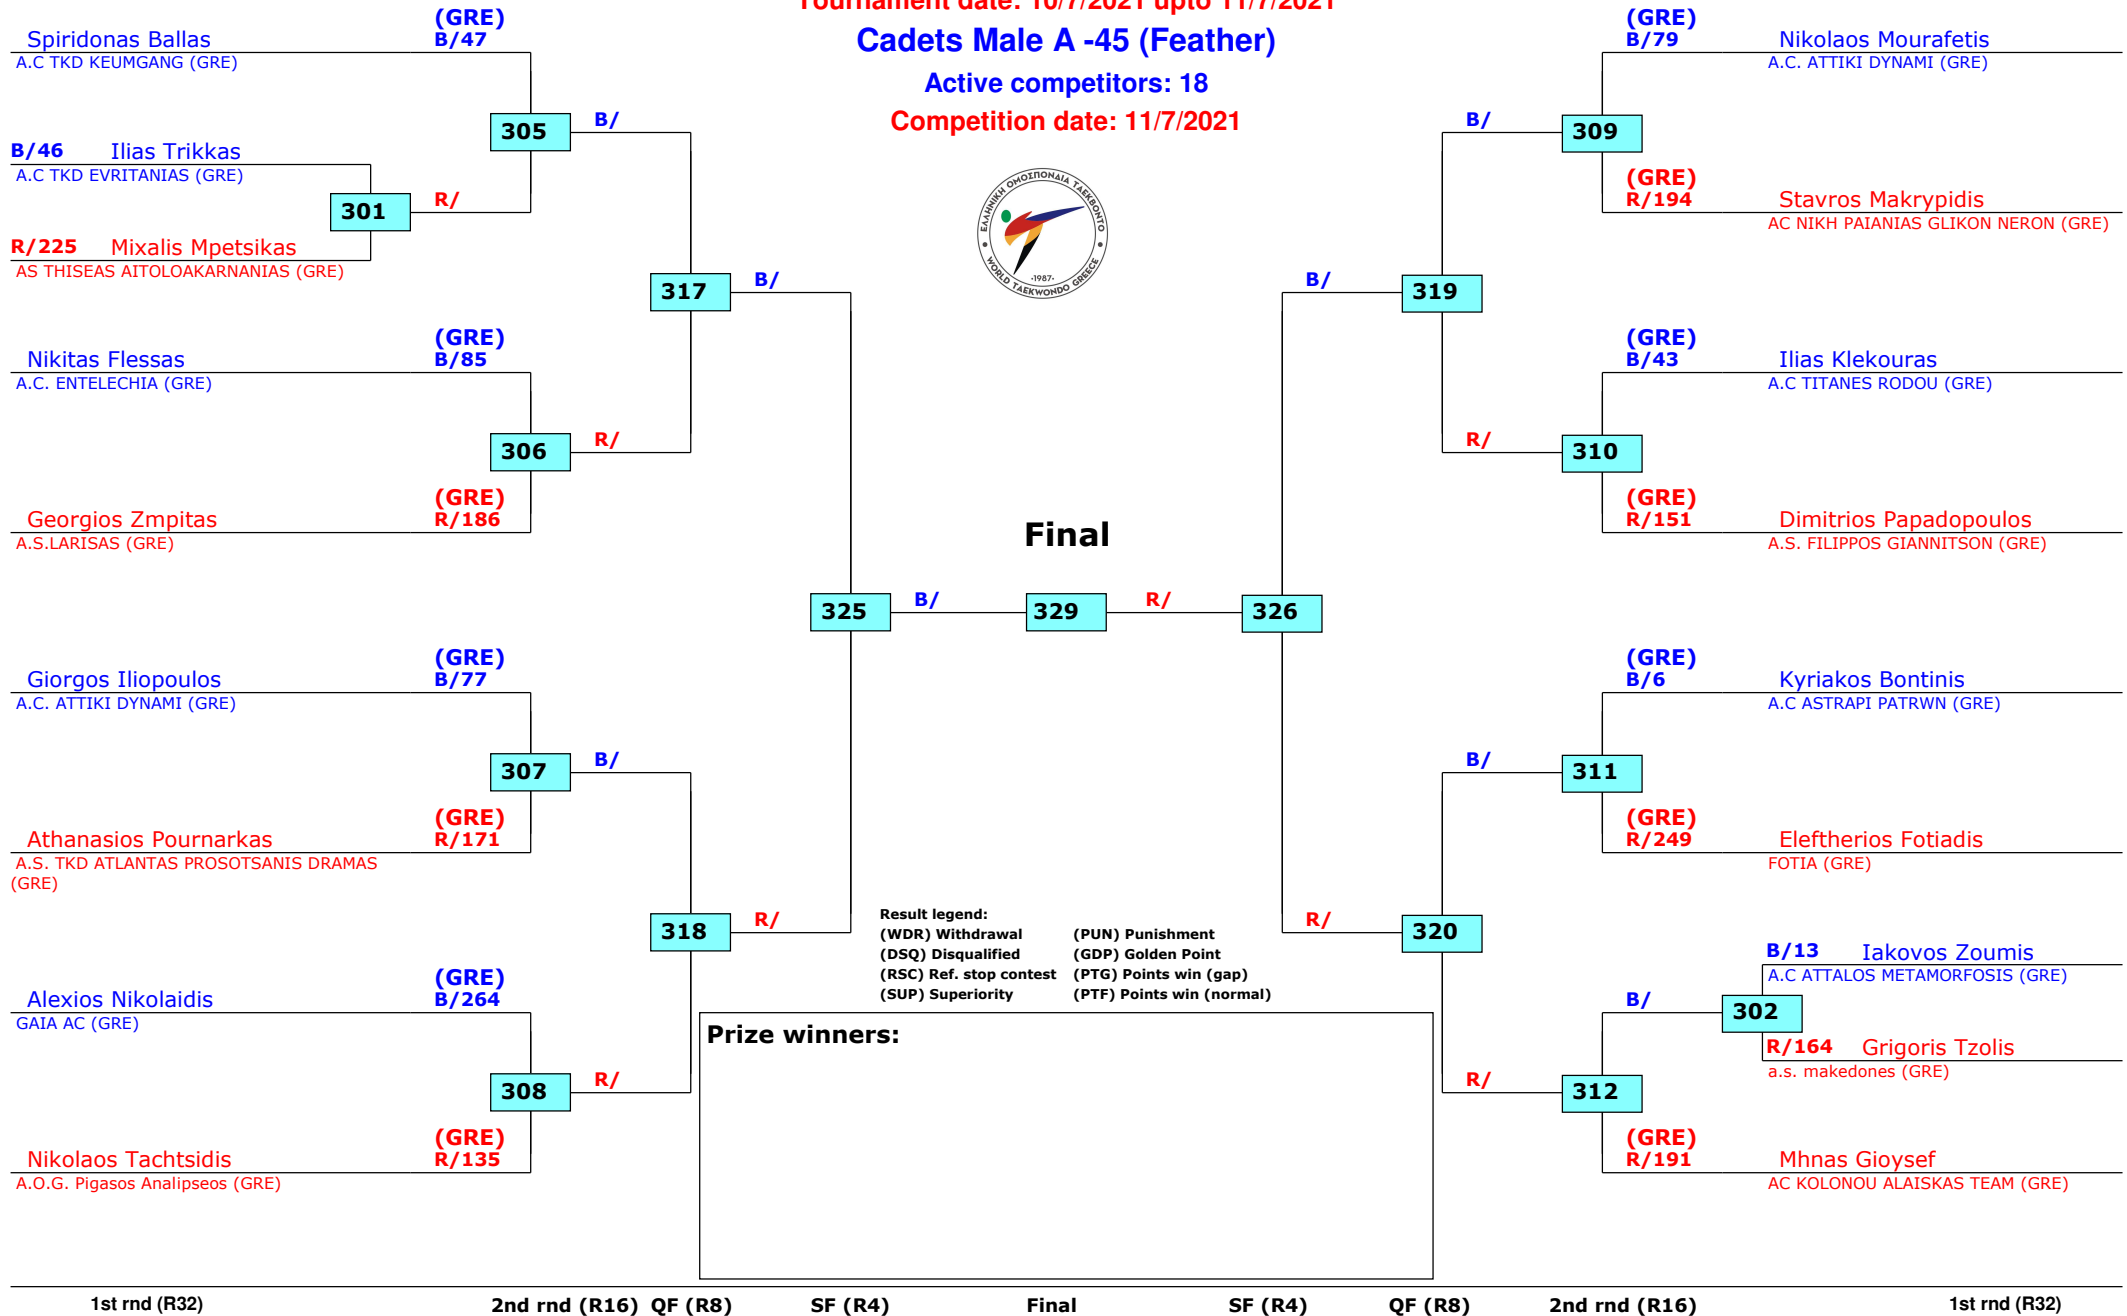 Tournament date: 10/7/2021 upto 11/7/2021
Cadets Male A -45 (Feather)
Active competitors: 18
Competition date: 11/7/2021
ΕΛΛΗΝΙΚΗ ΟΜΟΣΠΟΝΔΙΑ ΤΑΕΚΒΟΝΤΟ
·1987·
WORLD TAEKWONDO GREECE
(GRE)
Spiridonas Ballas B/47
A.C TKD KEUMGANG (GRE)
305 B/
B/46 Ilias Trikkas
A.C TKD EVRITANIAS (GRE)
301 R/
R/225 Mixalis Mpetsikas
AS THISEAS AITOLOAKARNANIAS (GRE)
317 B/
(GRE)
Nikitas Flessas B/85
A.C. ENTELECHIA (GRE)
306 R/
(GRE)
Georgios Zmpitas R/186
A.S.LARISAS (GRE)
Final
325 B/ 329 R/ 326
(GRE)
Giorgos Iliopoulos B/77
A.C. ATTIKI DYNAMI (GRE)
307 B/
(GRE)
Athanasios Pournarkas R/171
A.S. TKD ATLANTAS PROSOTSANIS DRAMAS
(GRE)
318 R/
(GRE)
Alexios Nikolaidis B/264
GAIA AC (GRE)
308 R/
(GRE)
Nikolaos Tachtsidis R/135
A.O.G. Pigasos Analipseos (GRE)
(GRE)
B/79 Nikolaos Mourafetis
A.C. ATTIKI DYNAMI (GRE)
B/ 309
(GRE)
R/194 Stavros Makrypidis
AC NIKH PAIANIAS GLIKON NERON (GRE)
B/ 319
(GRE)
B/43 Ilias Klekouras
A.C TITANES RODOU (GRE)
R/ 310
(GRE)
R/151 Dimitrios Papadopoulos
A.S. FILIPPOS GIANNITSON (GRE)
(GRE)
B/6 Kyriakos Bontinis
A.C ASTRAPI PATRWN (GRE)
B/ 311
(GRE)
R/249 Eleftherios Fotiadis
FOTIA (GRE)
R/ 320
B/13 Iakovos Zoumis
A.C ATTALOS METAMORFOSIS (GRE)
B/ 302
R/164 Grigoris Tzolis
a.s. makedones (GRE)
R/ 312
(GRE)
R/191 Mhnas Gioysef
AC KOLONOU ALAISKAS TEAM (GRE)
Result legend:
(WDR) Withdrawal (PUN) Punishment
(DSQ) Disqualified (GDP) Golden Point
(RSC) Ref. stop contest (PTG) Points win (gap)
(SUP) Superiority (PTF) Points win (normal)
Prize winners:
1st rnd (R32) 2nd rnd (R16) QF (R8) SF (R4) Final SF (R4) QF (R8) 2nd rnd (R16) 1st rnd (R32)